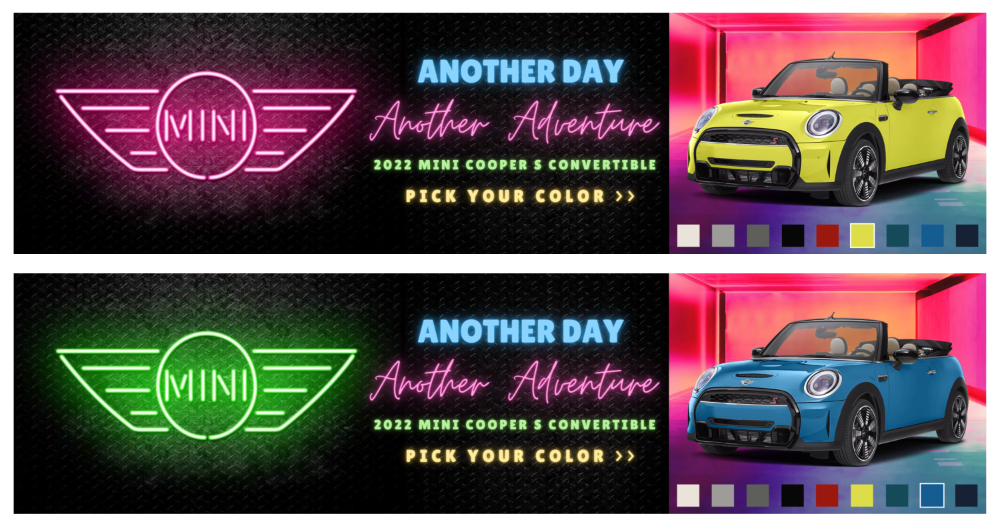 MINI
ANOTHER DAY
Another Adventure
2022 MINI COOPER S CONVERTIBLE
PICK YOUR COLOR >>
S
MINI
ANOTHER DAY
Another Adventure
2022 MINI COOPER S CONVERTIBLE
PICK YOUR COLOR >>
S